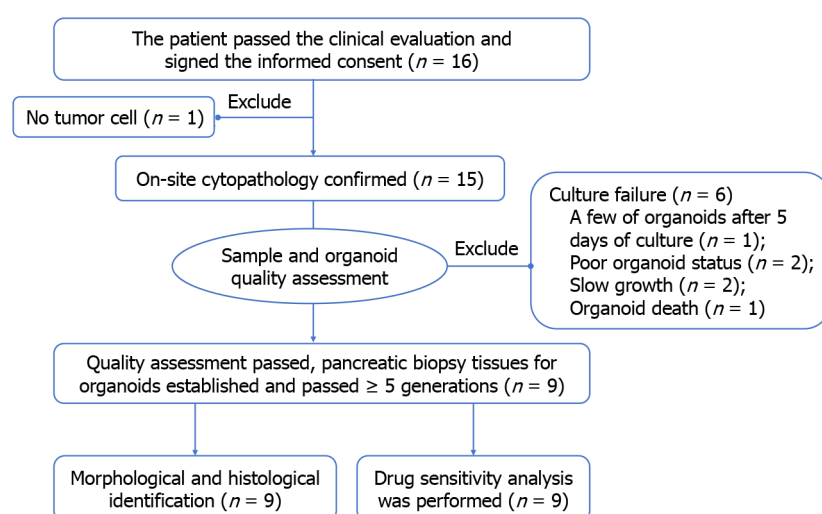 The patient passed the clinical evaluation and
signed the informed consent (n = 16)
Exclude
No tumor cell (n = 1)
On-site cytopathology confirmed (n = 15)
Sample and organoid
quality assessment
Exclude
Culture failure (n = 6)
A few of organoids after 5
days of culture (n = 1);
Poor organoid status (n = 2);
Slow growth (n = 2);
Organoid death (n = 1)
Quality assessment passed, pancreatic biopsy tissues for
organoids established and passed ≥ 5 generations (n = 9)
Morphological and histological
identification (n = 9)
Drug sensitivity analysis
was performed (n = 9)